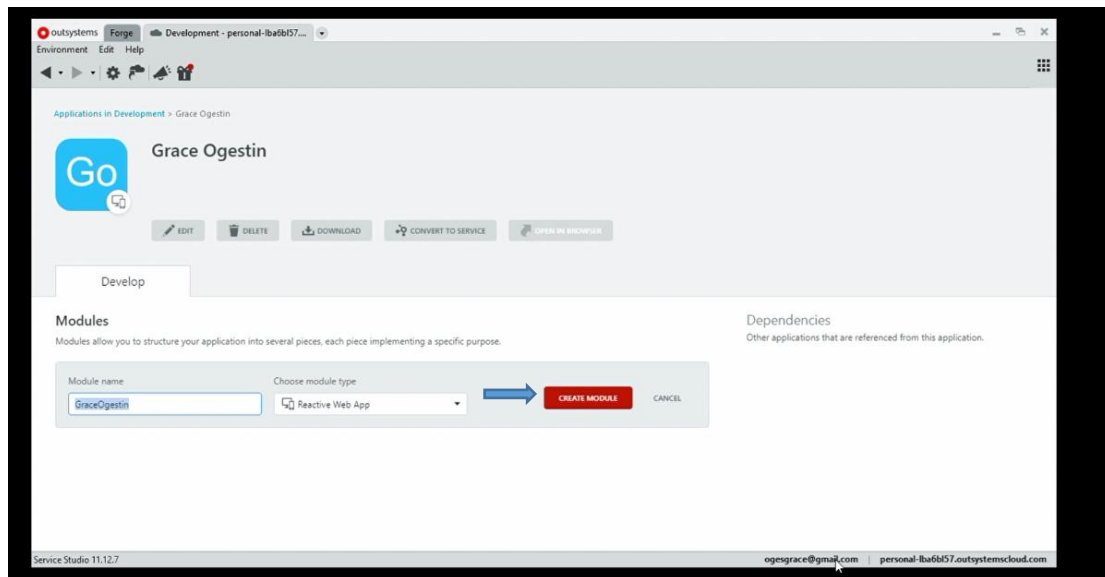 outsystems Forge Development - personal-lba6bl57....
Environment Edit Help
Applications in Development > Grace Ogestin
Go
Grace Ogestin
EDIT DELETE DOWNLOAD CONVERT TO SERVICE OPEN IN BROWSER
Develop
Modules
Modules allow you to structure your application into several pieces, each piece implementing a specific purpose.
Dependencies
Other applications that are referenced from this application.
Module name Choose module type
GraceOgestin Reactive Web App CREATE MODULE CANCEL
Service Studio 11.12.7 ogesgrace@gmail.com | personal-lba6bl57.outsystemscloud.com